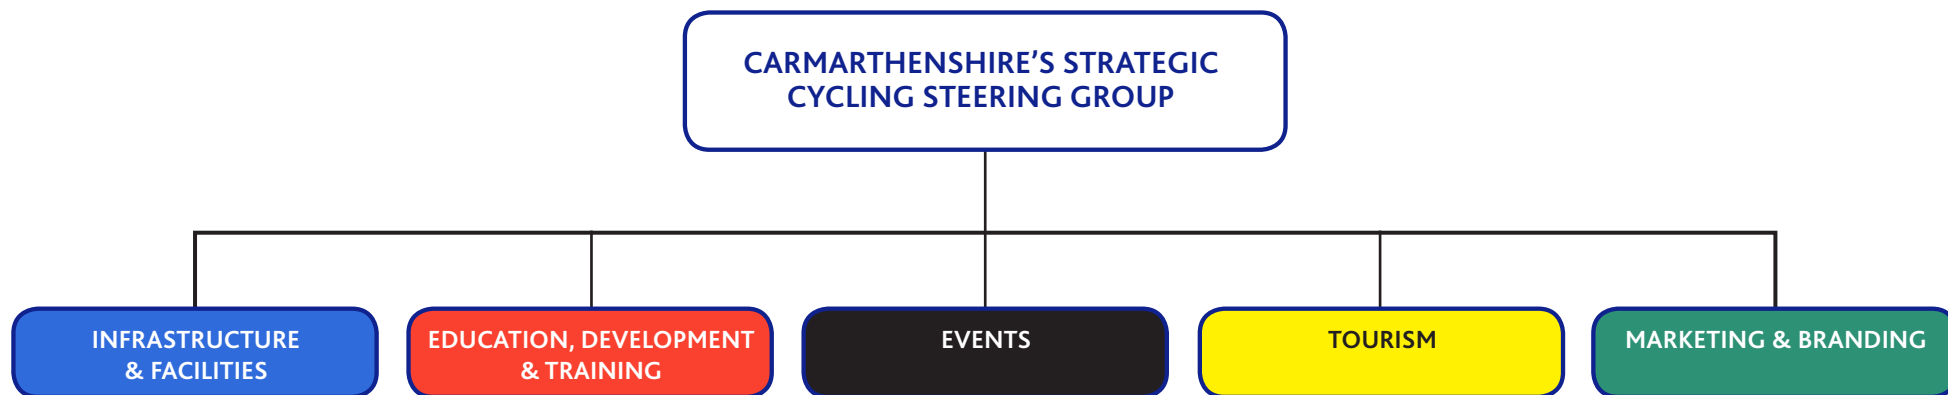 CARMARTHENSHIRE’S STRATEGIC
CYCLING STEERING GROUP
INFRASTRUCTURE
& FACILITIES
EDUCATION, DEVELOPMENT
& TRAINING
EVENTS
TOURISM
MARKETING & BRANDING